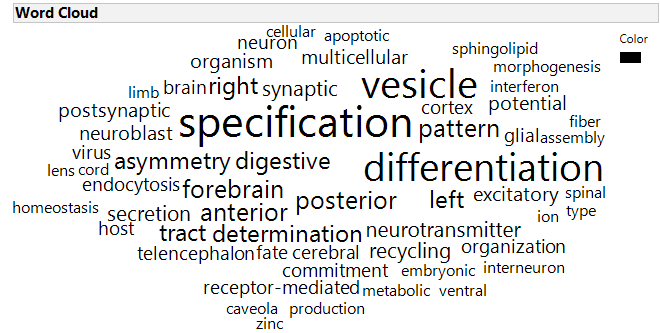 Word Cloud
Color
cellular
neuron apoptotic
organism multicellular sphingolipid
morphogenesis
limb brain right synaptic vesicle interferon
postsynaptic cortex potential
neuroblast specification pattern glial assembly fiber
virus
lens cord asymmetry digestive differentiation
endocytosis forebrain posterior left excitatory spinal
homeostasis secretion anterior ion type
host tract determination neurotransmitter
telencephalon fate cerebral recycling organization
commitment embryonic interneuron
receptor-mediated metabolic ventral
caveola production
zinc